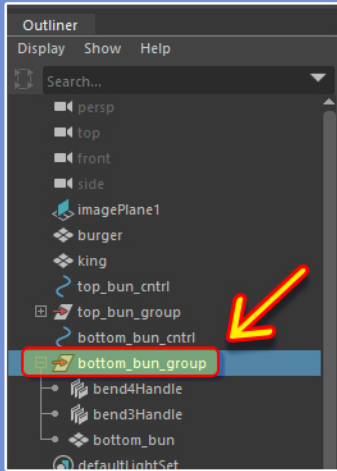 Outliner
Display Show Help
Search...
persp
top
front
side
imagePlane1
burger
king
top_bun_cntrl
top_bun_group
bottom_bun_cntrl
bottom_bun_group
bend4Handle
bend3Handle
bottom_bun
defaultLightSet